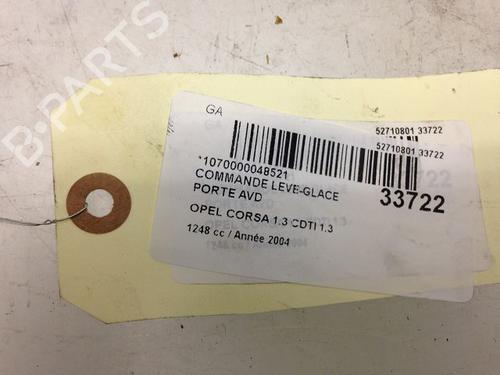 B-PARTS
GA
52710801 33722
52710801 33722
*1070000048521
COMMANDE LEVE-GLACE
PORTE AVD
33722
OPEL CORSA 1.3 CDTI 1.3
1248 cc / Année 2004